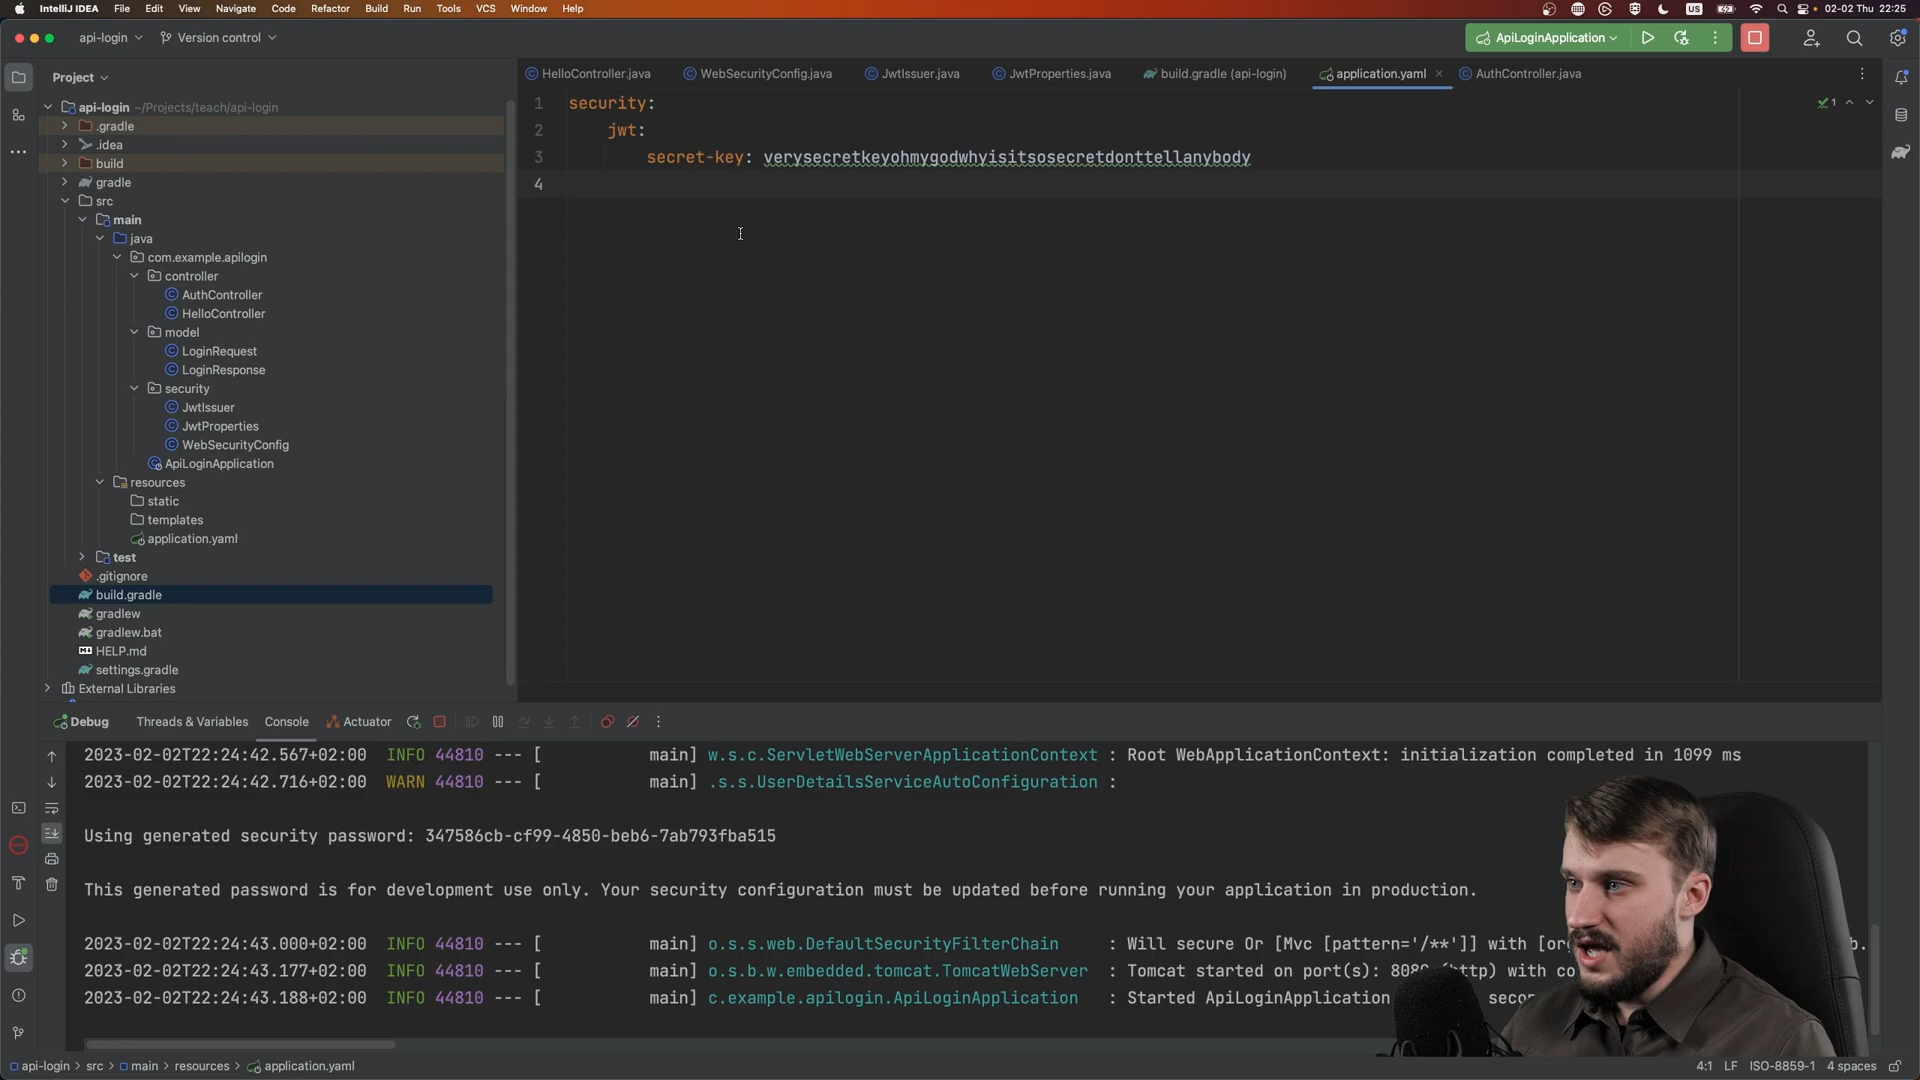 IntelliJ IDEA File Edit View Navigate Code Refactor Build Run Tools VCS Window Help US 02-02 Thu 22:25
api-login Version control ApiLoginApplication
Project
HelloController.java WebSecurityConfig.java JwtIssuer.java JwtProperties.java build.gradle (api-login) application.yaml AuthController.java
api-login ~/Projects/teach/api-login
.gradle
.idea
build
gradle
src
main
java
com.example.apilogin
controller
AuthController
HelloController
model
LoginRequest
LoginResponse
security
JwtIssuer
JwtProperties
WebSecurityConfig
ApiLoginApplication
resources
static
templates
application.yaml
test
.gitignore
build.gradle
gradlew
gradlew.bat
HELP.md
settings.gradle
External Libraries
1 security:
2 jwt:
3 secret-key: verysecretkeyohmygodwhyisitsosecretdonttellanybody
4
1
Debug Threads & Variables Console Actuator
2023-02-02T22:24:42.567+02:00 INFO 44810 --- [ main] w.s.c.ServletWebServerApplicationContext : Root WebApplicationContext: initialization completed in 1099 ms
2023-02-02T22:24:42.716+02:00 WARN 44810 --- [ main] .s.s.UserDetailsServiceAutoConfiguration :
Using generated security password: 347586cb-cf99-4850-beb6-7ab793fba515
This generated password is for development use only. Your security configuration must be updated before running your application in production.
2023-02-02T22:24:43.000+02:00 INFO 44810 --- [ main] o.s.s.web.DefaultSecurityFilterChain : Will secure Or [Mvc [pattern='/**']] with
2023-02-02T22:24:43.177+02:00 INFO 44810 --- [ main] o.s.b.w.embedded.tomcat.TomcatWebServer : Tomcat started on port(s): 8080 (http) with
2023-02-02T22:24:43.188+02:00 INFO 44810 --- [ main] c.example.apilogin.ApiLoginApplication : Started ApiLoginApplication
api-login > src > main > resources > application.yaml 4:1 LF ISO-8859-1 4 spaces